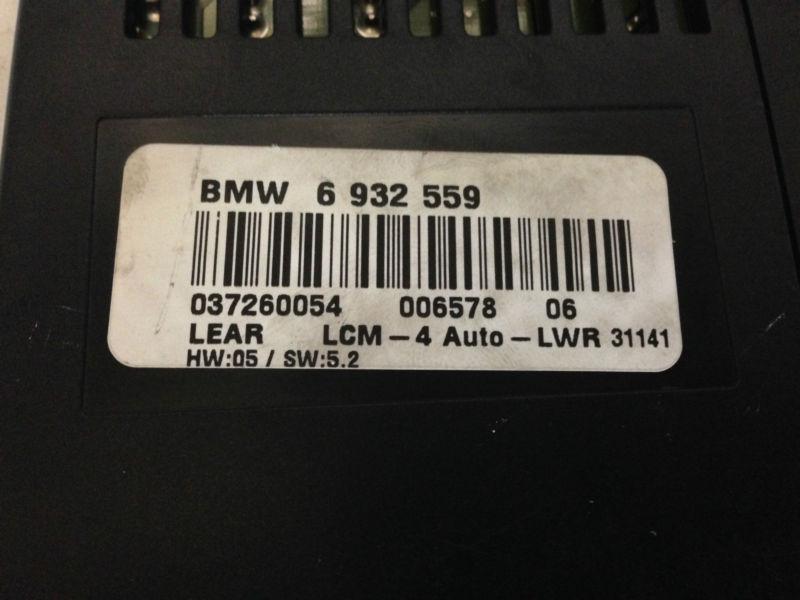 BMW 6 932 559
037260054 006578 06
LEAR LCM-4 Auto-LWR 31141
HW:05 / SW:5.2